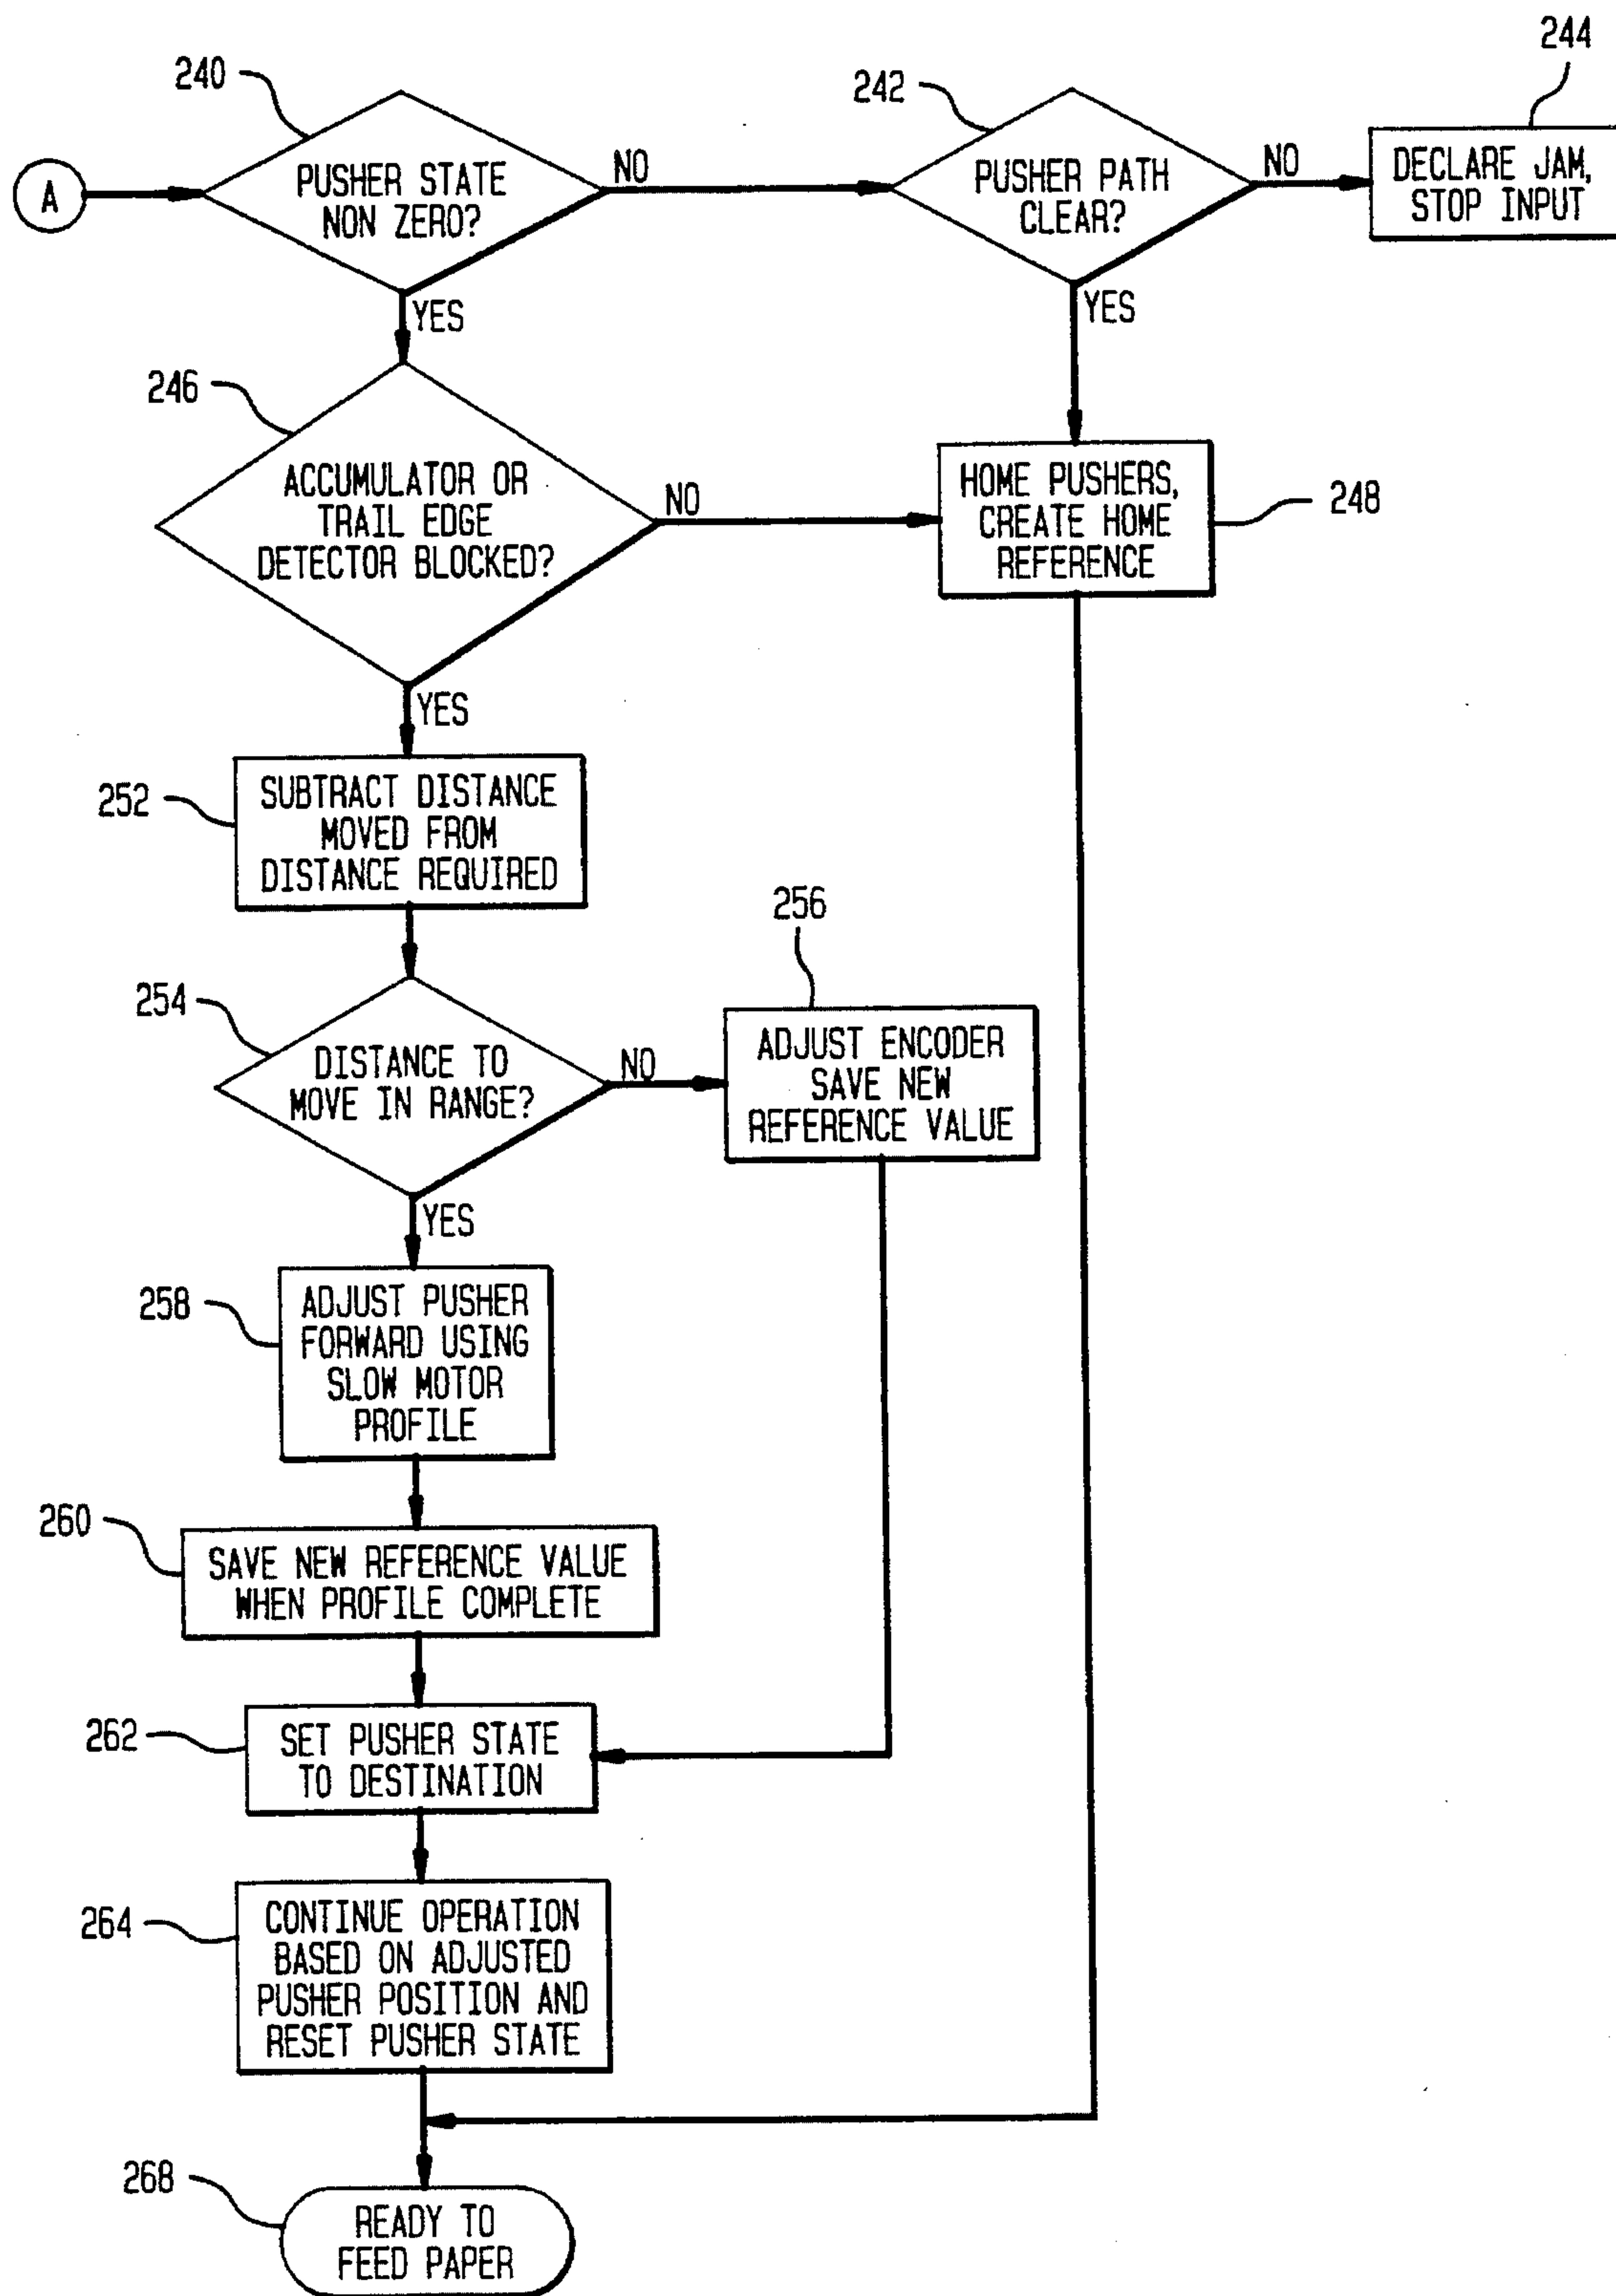 244
240
242
A
PUSHER STATE
NON ZERO?
NO
PUSHER PATH
CLEAR?
NO
DECLARE JAM,
STOP INPUT
YES
YES
246
ACCUMULATOR OR
TRAIL EDGE
DETECTOR BLOCKED?
NO
HOME PUSHERS,
CREATE HOME
REFERENCE
248
YES
252
SUBTRACT DISTANCE
MOVED FROM
DISTANCE REQUIRED
256
254
DISTANCE TO
MOVE IN RANGE?
NO
ADJUST ENCODER
SAVE NEW
REFERENCE VALUE
YES
258
ADJUST PUSHER
FORWARD USING
SLOW MOTOR
PROFILE
260
SAVE NEW REFERENCE VALUE
WHEN PROFILE COMPLETE
262
SET PUSHER STATE
TO DESTINATION
264
CONTINUE OPERATION
BASED ON ADJUSTED
PUSHER POSITION AND
RESET PUSHER STATE
268
READY TO
FEED PAPER